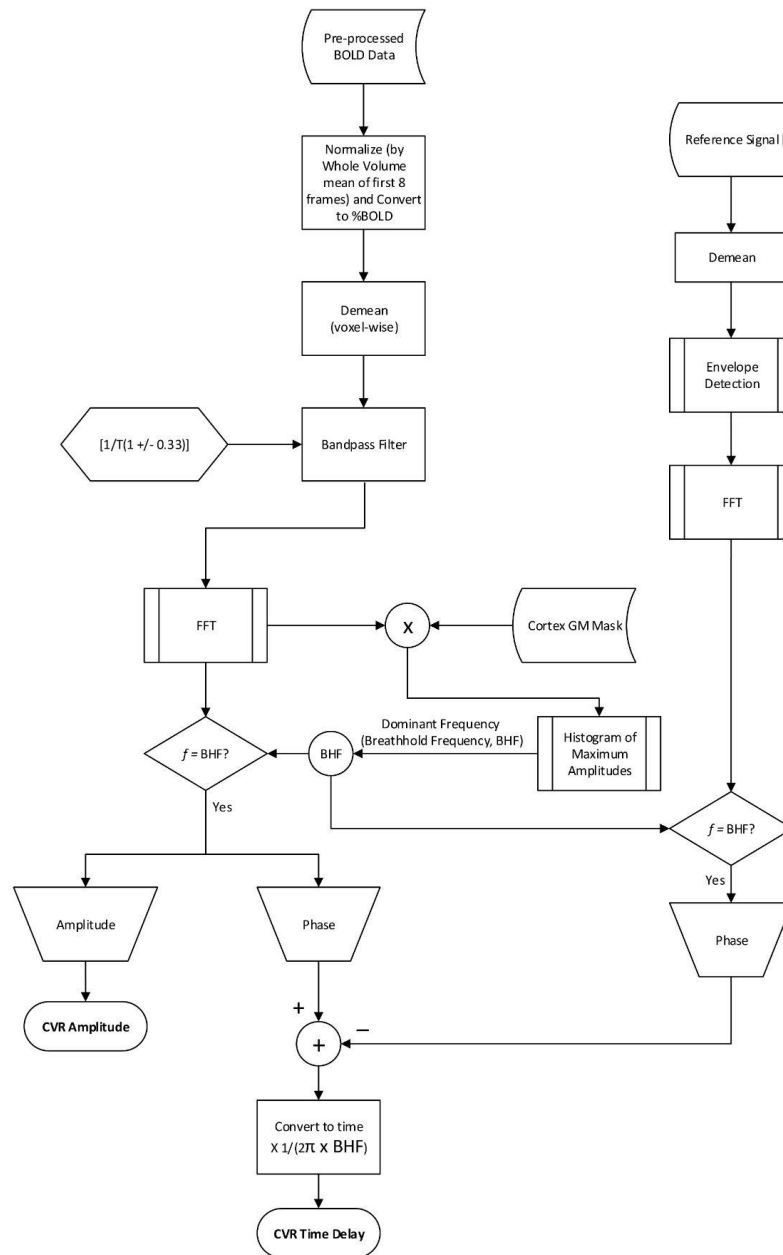 Pre-processed
BOLD Data
Normalize (by
Whole Volume
mean of first 8
frames) and Convert
to %BOLD
Demean
(voxel-wise)
[1/T(1 +/- 0.33)]
Bandpass Filter
Reference Signal
Demean
Envelope
Detection
FFT
FFT
X
Cortex GM Mask
Dominant Frequency
(Breathhold Frequency, BHF)
Histogram of
Maximum
Amplitudes
f = BHF?
BHF
Yes
f = BHF?
Yes
Amplitude
Phase
Phase
CVR Amplitude
+
−
+
Convert to time
X 1/(2π x BHF)
CVR Time Delay